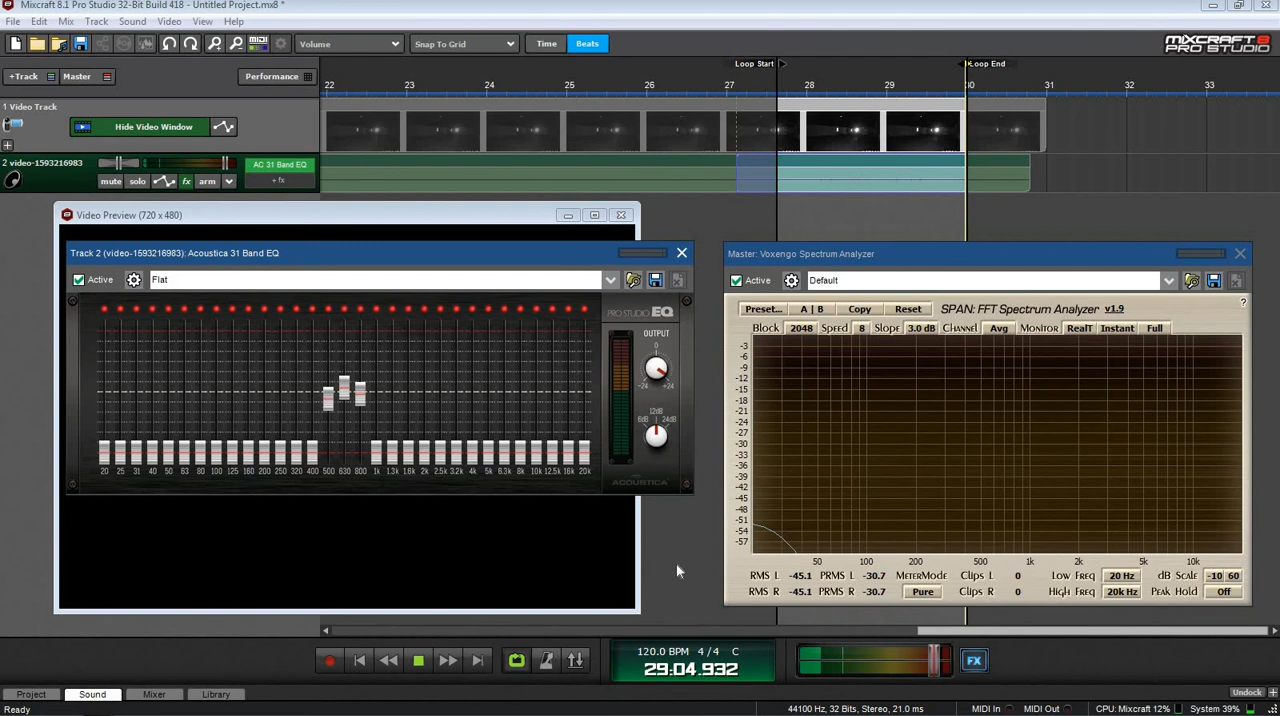 Mixcraft 8.1 Pro Studio 32-Bit Build 418 - Untitled Project.mx8 *
File Edit Mix Track Sound Video View Help
Volume Snap To Grid Time Beats MIXCRAFT 8 PRO STUDIO
Loop Start Loop End
+Track Master Performance
22 23 24 25 26 27 28 29 30 31 32 33
1 Video Track
Hide Video Window
2 video-1593216983 AC 31 Band EQ
mute solo fx arm + fx
Video Preview (720 x 480)
Track 2 (video-1593216983): Acoustica 31 Band EQ
Active Flat
PRO STUDIO EQ
OUTPUT
0
-24 +24
12dB
6dB 24dB
20 25 31 40 50 63 80 100 125 160 200 250 320 400 500 630 800 1k 1.3k 1.6k 2k 2.5k 3.2k 4k 5k 6.3k 8k 10k 12.5k 16k 20k
ACOUSTICA
Master: Voxengo Spectrum Analyzer
Active Default
?
Preset... A | B Copy Reset SPAN: FFT Spectrum Analyzer v1.9
Block 2048 Speed 8 Slope 3.0 dB Channel Avg Monitor RealT Instant Full
-3
-6
-9
-12
-15
-18
-21
-24
-27
-30
-33
-36
-39
-42
-45
-48
-51
-54
-57
50 100 200 500 1k 2k 5k 10k
RMS L -45.1 PRMS L -30.7 MeterMode Clips L 0 Low Freq 20 Hz dB Scale -10 60
RMS R -45.1 PRMS R -30.7 Pure Clips R 0 High Freq 20k Hz Peak Hold Off
120.0 BPM 4 / 4 C
29:04.932
FX
Project Sound Mixer Library Undock
Ready 44100 Hz, 32 Bits, Stereo, 21.0 ms MIDI In MIDI Out CPU: Mixcraft 12% System 39%